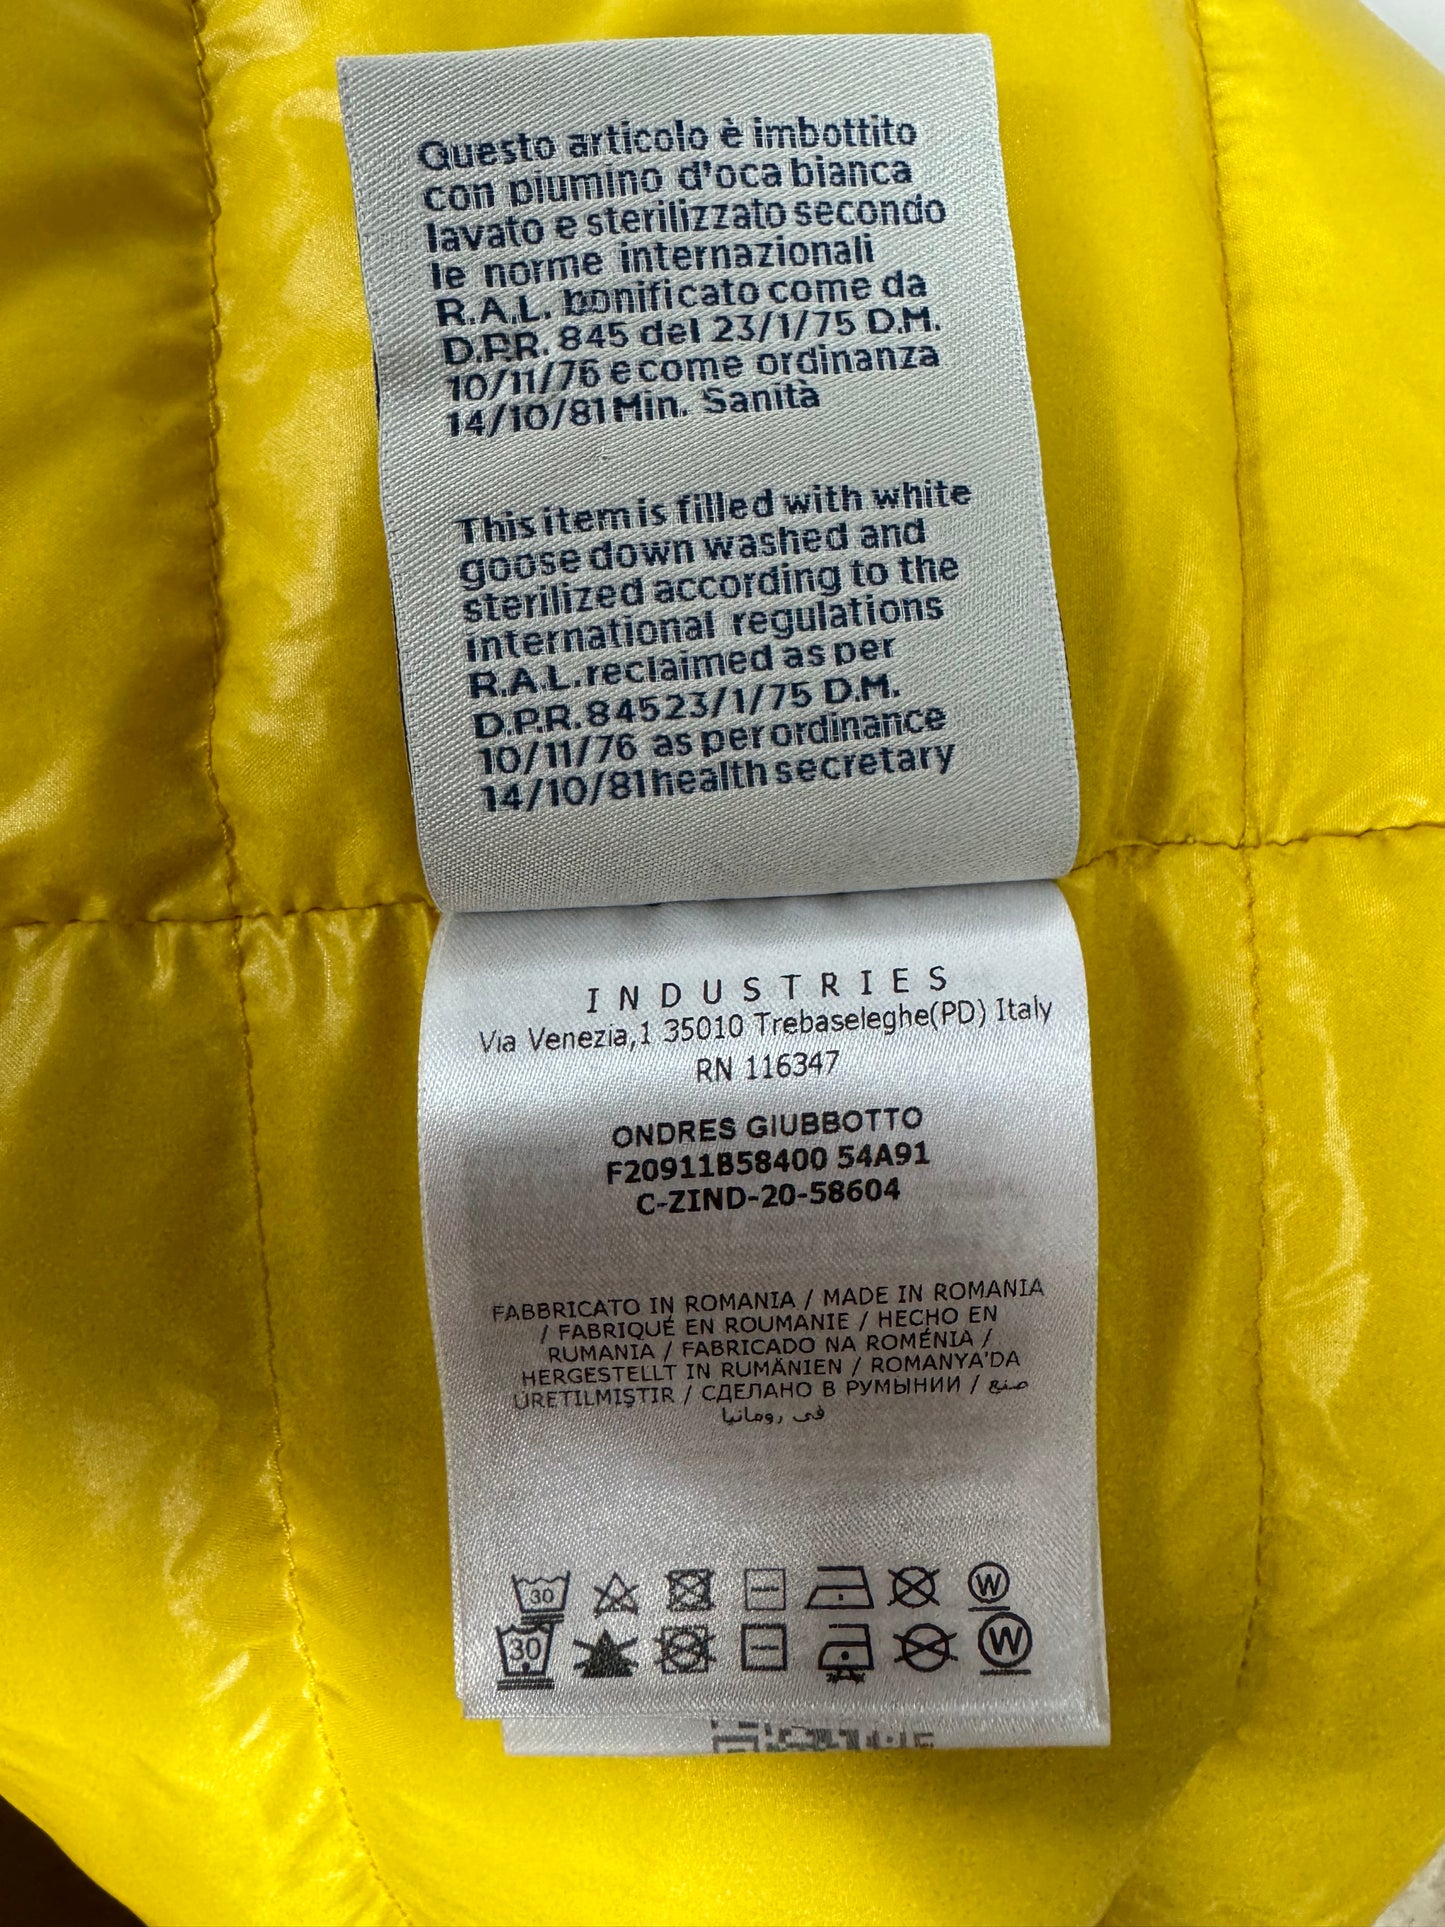 Questo articolo è imbottito
con piumino d'oca bianca
lavato e sterilizzato secondo
le norme internazionali
R.A.L. bonificato come da
D.P.R. 845 del 23/1/75 D.M.
10/11/76 e come ordinanza
14/10/81 Min. Sanità
This item is filled with white
goose down washed and
sterilized according to the
international regulations
R.A.L. reclaimed as per
D.P.R. 845 23/1/75 D.M.
10/11/76 as per ordinance
14/10/81 health secretary
INDUSTRIES
Via Venezia,1 35010 Trebaseleghe(PD) Italy
RN 116347
ONDRES GIUBBOTTO
F20911B58400 54A91
C-ZIND-20-58604
FABBRICATO IN ROMANIA / MADE IN ROMANIA
/ FABRIQUÉ EN ROUMANIE / HECHO EN
RUMANIA / FABRICADO NA ROMÉNIA /
HERGESTELLT IN RUMÄNIEN / ROMANYA'DA
ÜRETILMIŞTIR / СДЕЛАНО В РУМЫНИИ / صنع
في رومانيا
30 W
30 W